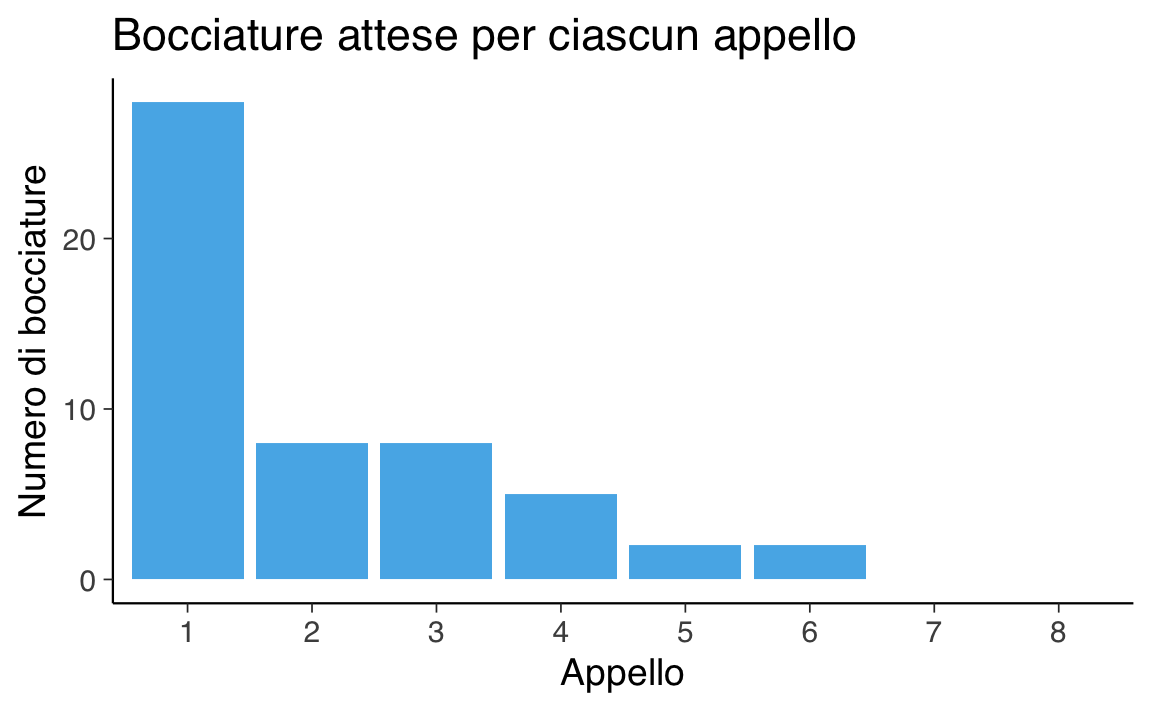 Bocciature attese per ciascun appello
Numero di bocciature
20
10
0
1 2 3 4 5 6 7 8
Appello